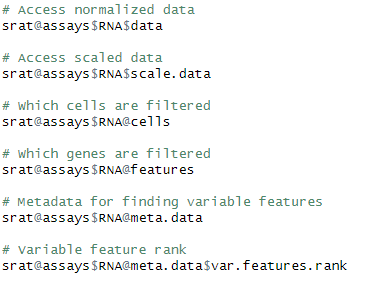 # Access normalized data
srat@assays$RNA$data
# Access scaled data
srat@assays$RNA$scale.data
# Which cells are filtered
srat@assays$RNA@cells
# Which genes are filtered
srat@assays$RNA@features
# Metadata for finding variable features
srat@assays$RNA@meta.data
# Variable feature rank
srat@assays$RNA@meta.data$var.features.rank